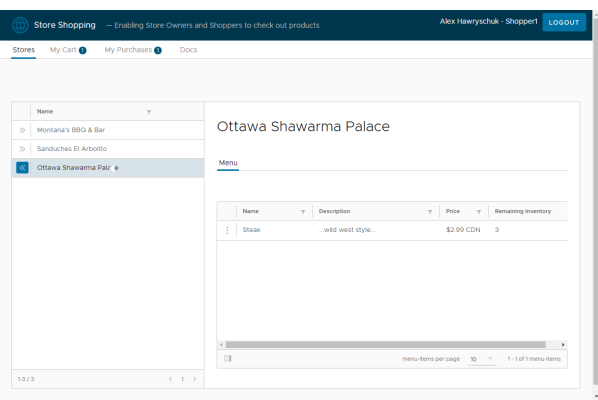 Store Shopping — Enabling Store Owners and Shoppers to check out products
Alex Hawryschuk - Shopper1 LOGOUT
Stores My Cart 1 My Purchases 1 Docs
Name
Montana's BBQ & Bar
Sanduches El Arbolito
Ottawa Shawarma Palace
1-3 / 3
1
Ottawa Shawarma Palace
Menu
Name Description Price Remaining Inventory
Steak ...wild west style... $2.99 CDN 3
menu-items per page 10 1 - 1 of 1 menu-items